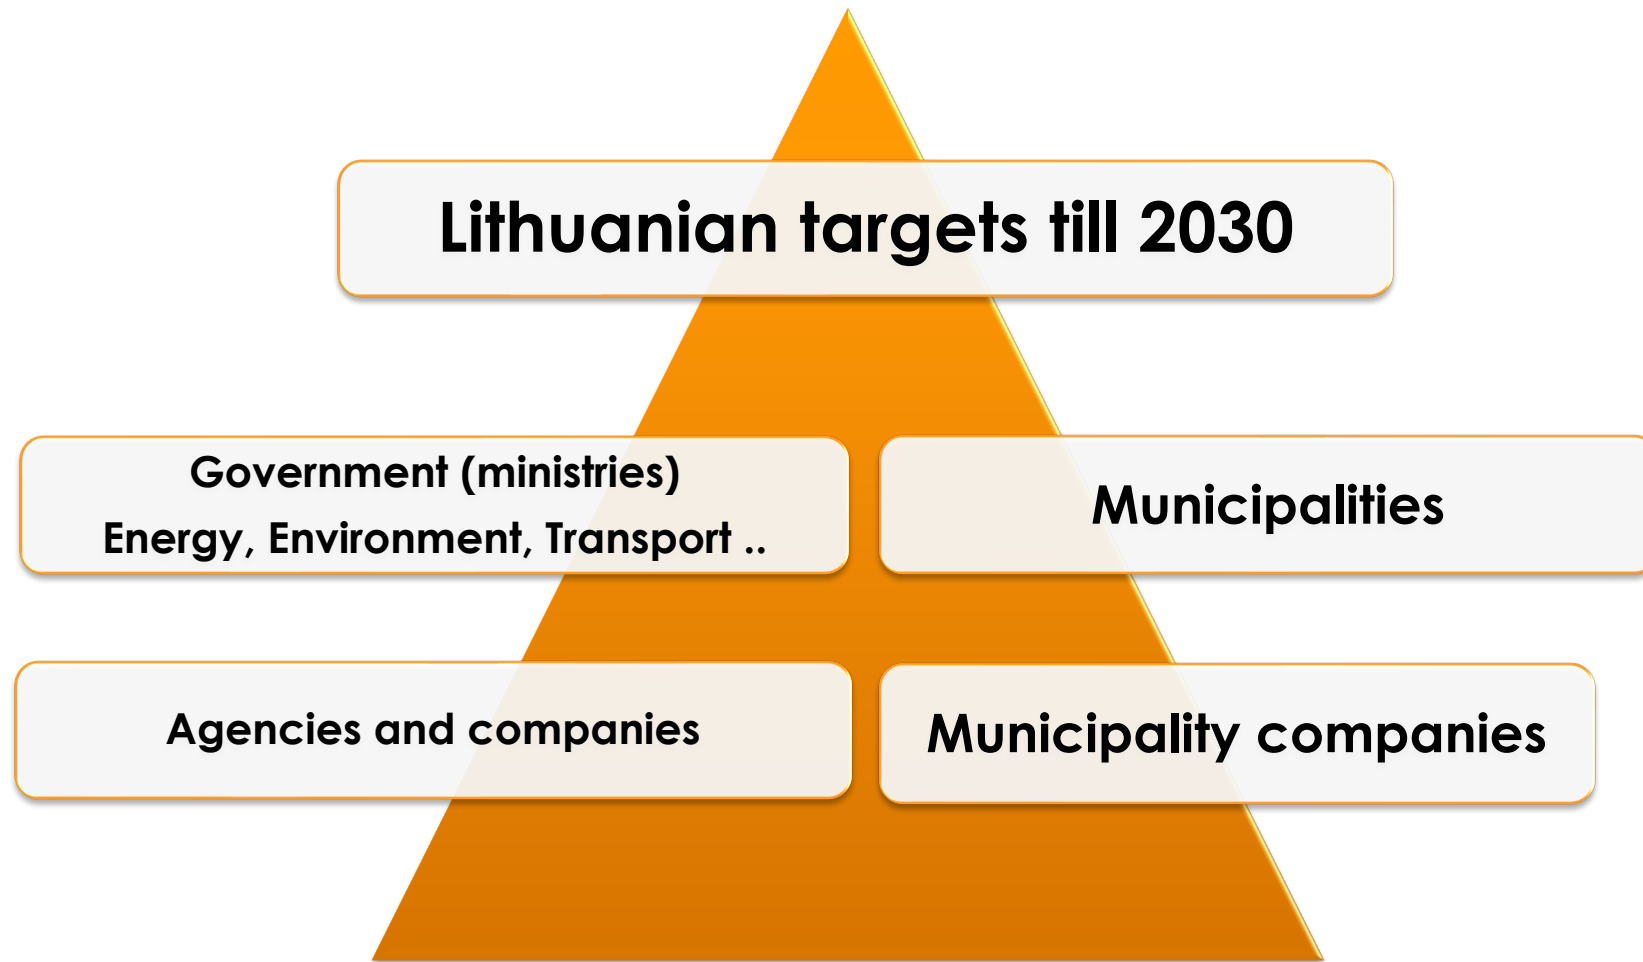 Lithuanian targets till 2030
Government (ministries)
Energy, Environment, Transport ..
Municipalities
Agencies and companies
Municipality companies